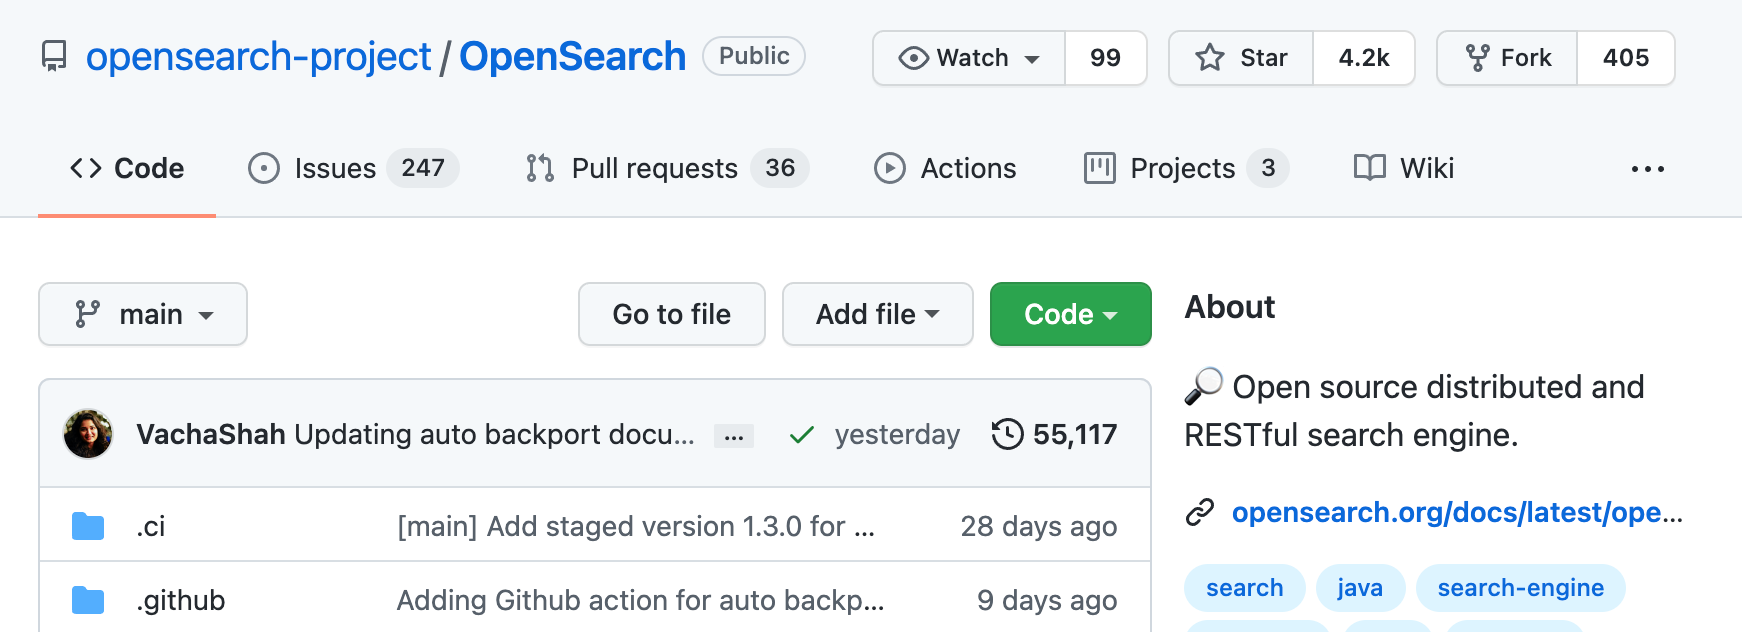 opensearch-project / OpenSearch Public Watch 99 Star 4.2k Fork 405
Code Issues 247 Pull requests 36 Actions Projects 3 Wiki ...
main Go to file Add file Code
About
VachaShah Updating auto backport docu... ... yesterday 55,117
Open source distributed and
RESTful search engine.
.ci [main] Add staged version 1.3.0 for ... 28 days ago
opensearch.org/docs/latest/ope...
.github Adding Github action for auto backp... 9 days ago
search java search-engine